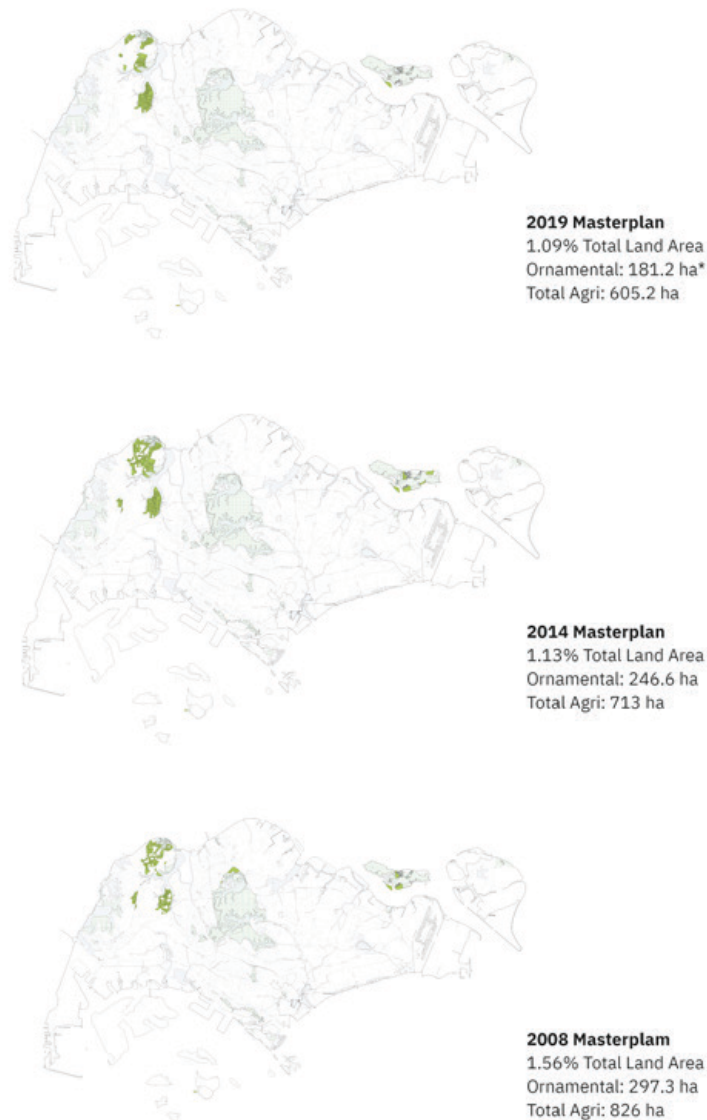 2019 Masterplan
1.09% Total Land Area
Ornamental: 181.2 ha*
Total Agri: 605.2 ha
2014 Masterplan
1.13% Total Land Area
Ornamental: 246.6 ha
Total Agri: 713 ha
2008 Masterplam
1.56% Total Land Area
Ornamental: 297.3 ha
Total Agri: 826 ha